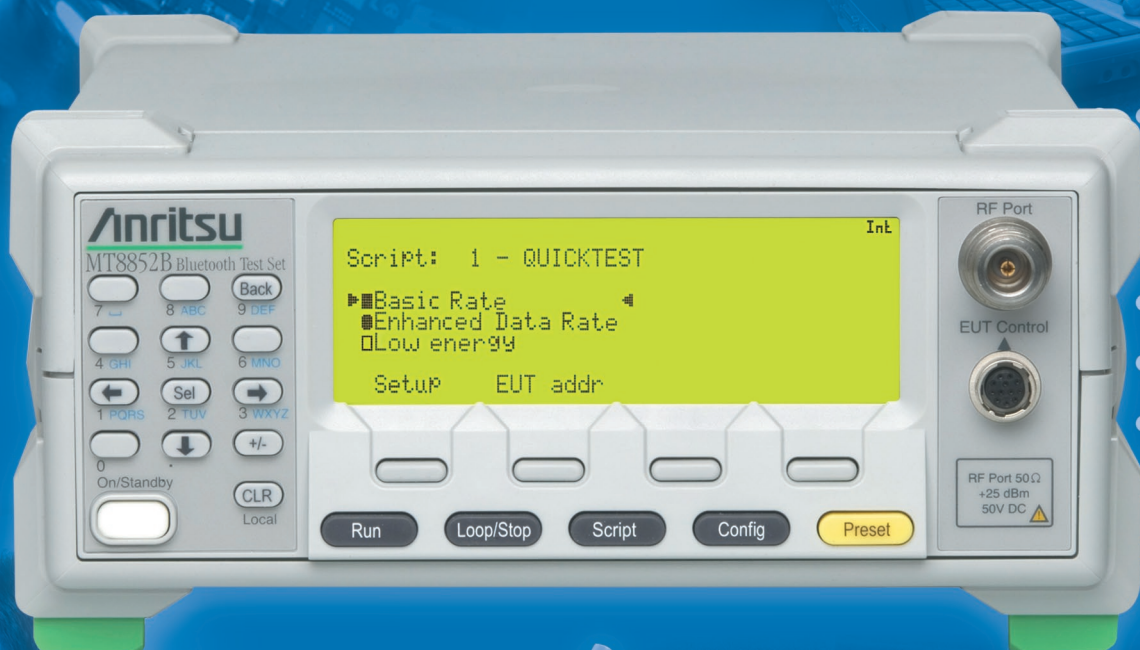 Anritsu
MT8852B Bluetooth Test Set
Back
7 ⎵ 8 ABC 9 DEF
4 GHI 5 JKL 6 MNO
Sel
1 PQRS 2 TUV 3 WXYZ
+/-
0 .
On/Standby
CLR
Local
Int
Script: 1 - QUICKTEST
Basic Rate
Enhanced Data Rate
Low energy
Setup EUT addr
Run Loop/Stop Script Config Preset
RF Port
EUT Control
RF Port 50Ω
+25 dBm
50V DC